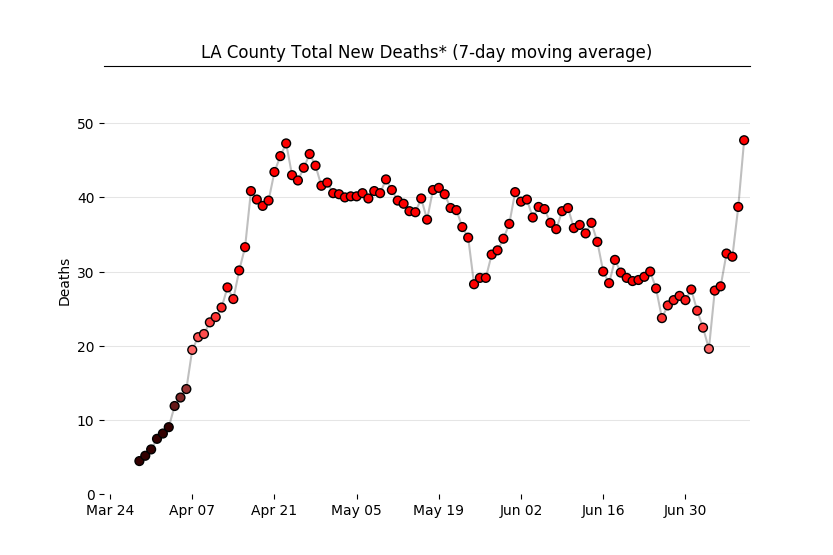 LA County Total New Deaths* (7-day moving average)
50
40
30
20
10
0
Deaths
Mar 24 Apr 07 Apr 21 May 05 May 19 Jun 02 Jun 16 Jun 30